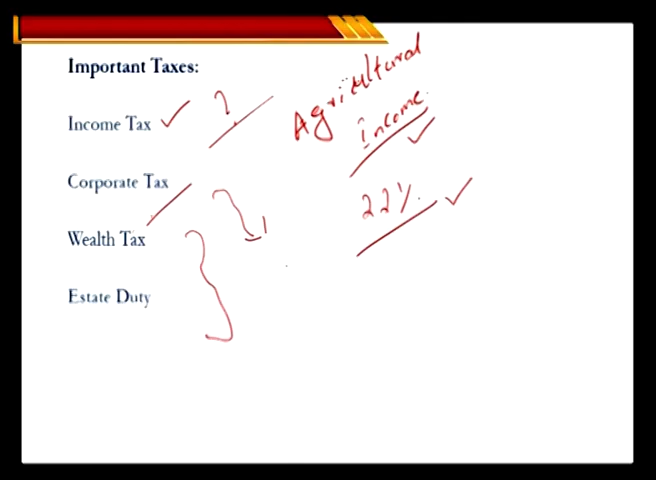 Important Taxes:
Agricultural
income
Income Tax ?
Corporate Tax
22%
Wealth Tax
Estate Duty